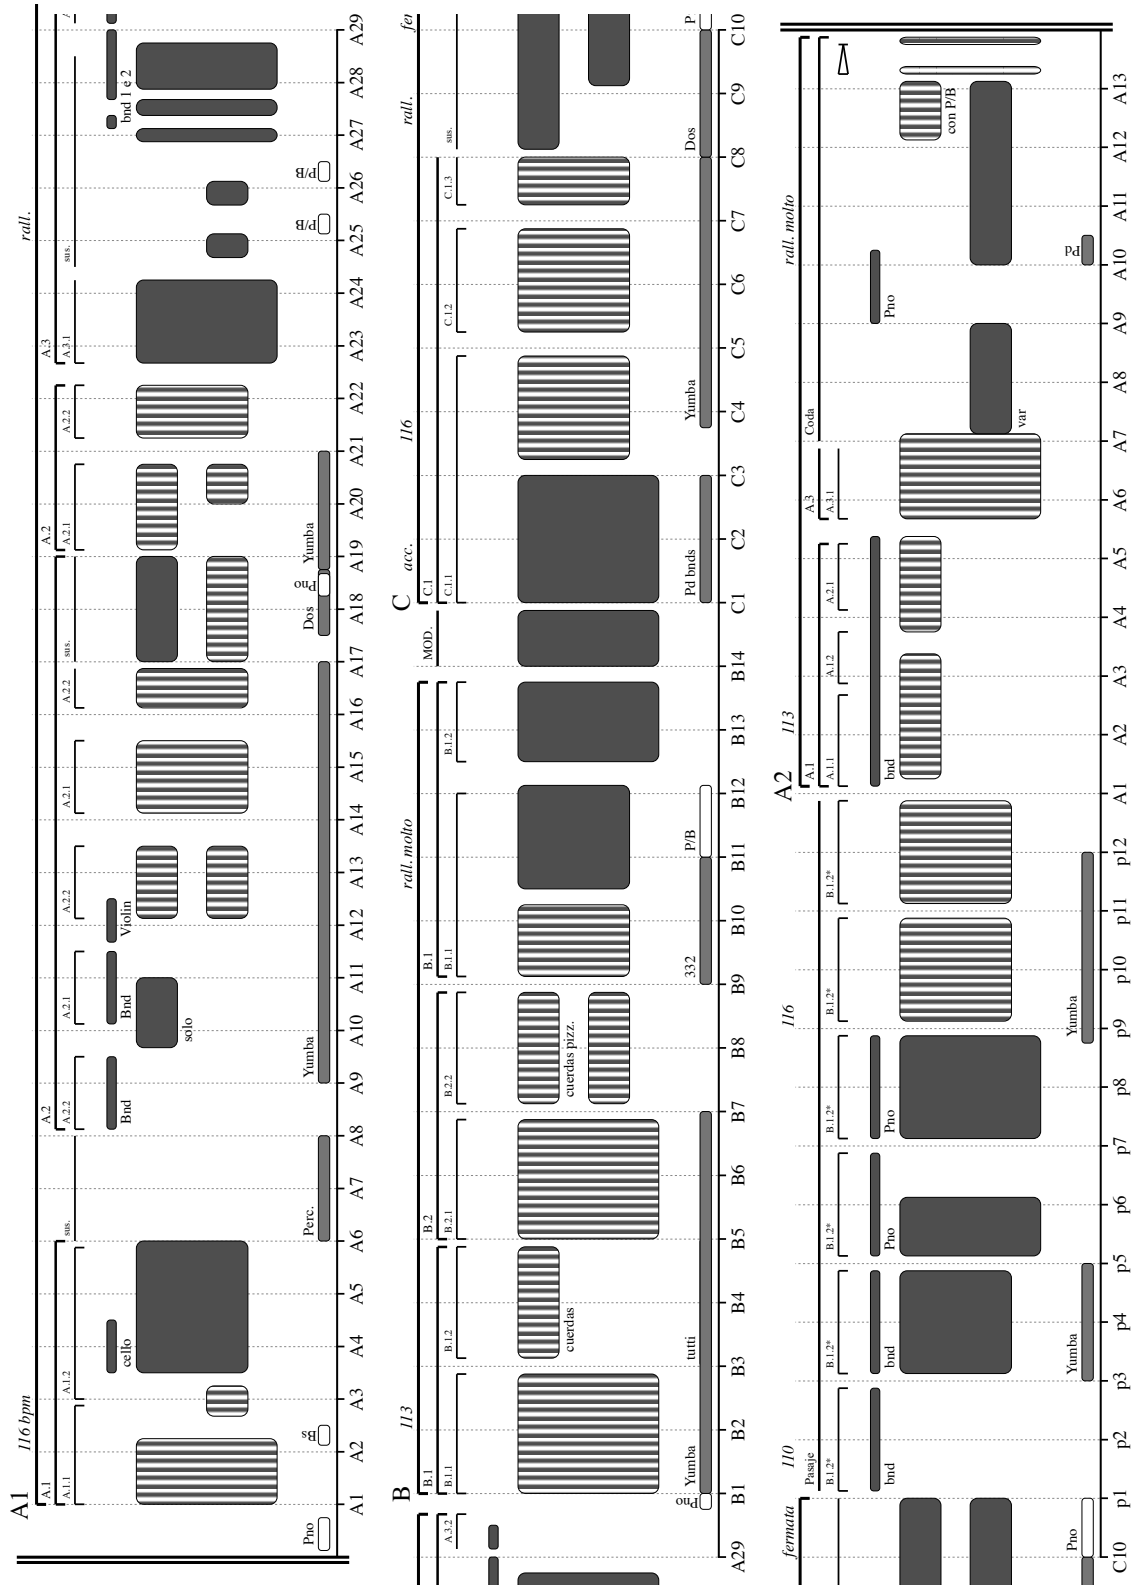 A1
116 bpm rall.
A.1 A.2 A.2 A.3
A.1.1 A.1.2 sus. A.2.2 A.2.1 A.2.2 A.2.1 A.2.2 sus. A.2.1 A.2.2 A.3.1 sus.
cello Bnd Bnd Violin bnd 1 e 2
solo
Pno Bs Perc. Yumba Dos Pno Yumba P/B P/B
A1 A2 A3 A4 A5 A6 A7 A8 A9 A10 A11 A12 A13 A14 A15 A16 A17 A18 A19 A20 A21 A22 A23 A24 A25 A26 A27 A28 A29
B C
113 rall. molto acc. 116 rall. fer
B.1 B.2 B.1 MOD. C.1
A.3.2 B.1.1 B.1.2 B.2.1 B.2.2 B.1.1 B.1.2 C.1.1 C.1.2 C.1.3 sus.
cuerdas cuerdas pizz.
Pno Yumba tutti 332 P/B Pd bnds Yumba Dos P
A29 B1 B2 B3 B4 B5 B6 B7 B8 B9 B10 B11 B12 B13 B14 C1 C2 C3 C4 C5 C6 C7 C8 C9 C10
A2
fermata 110 116 113 rall. molto
Pasaje A.1 A.3 Coda
B.1.2* B.1.2* B.1.2* B.1.2* B.1.2* B.1.2* A.1.1 A.1.2 A.2.1 A.3.1
bnd bnd Pno Pno bnd Pno
con P/B
var
Pno Yumba Yumba Pd
C10 p1 p2 p3 p4 p5 p6 p7 p8 p9 p10 p11 p12 A1 A2 A3 A4 A5 A6 A7 A8 A9 A10 A11 A12 A13